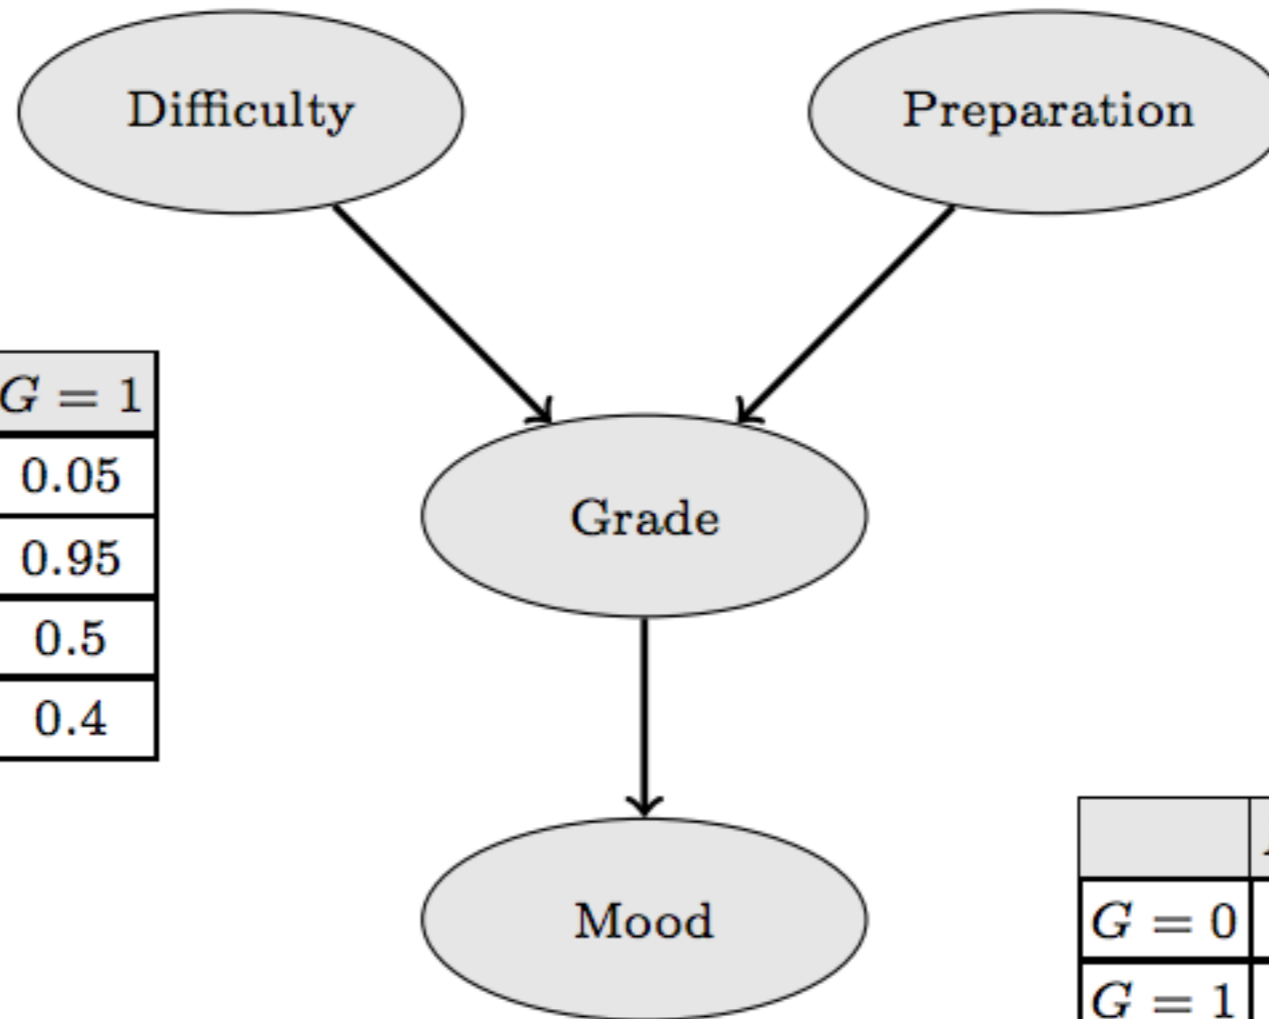 Difficulty
Preparation
G = 1
0.05
0.95
0.5
0.4
Grade
Mood
G = 0
G = 1